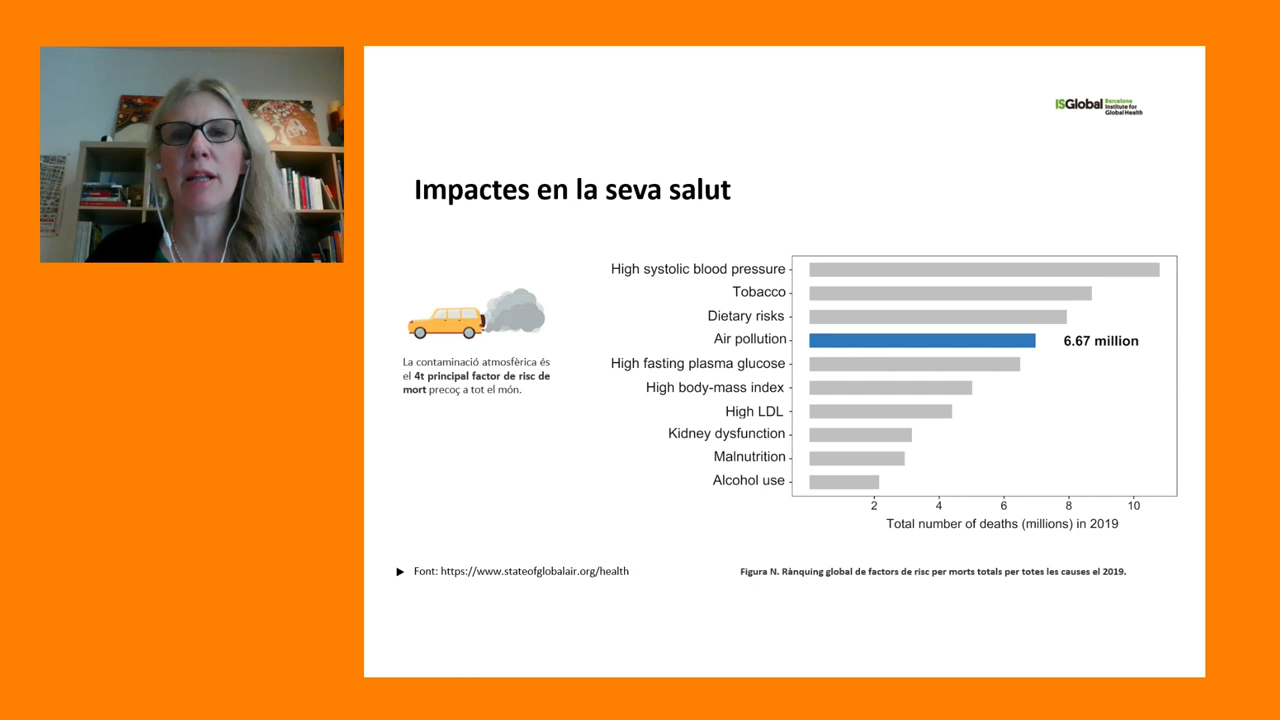 ISGlobal Barcelona
Institute for
Global Health
Impactes en la seva salut
La contaminació atmosfèrica és
el 4t principal factor de risc de
mort precoç a tot el món.
High systolic blood pressure
Tobacco
Dietary risks
Air pollution 6.67 million
High fasting plasma glucose
High body-mass index
High LDL
Kidney dysfunction
Malnutrition
Alcohol use
2 4 6 8 10
Total number of deaths (millions) in 2019
Font: https://www.stateofglobalair.org/health
Figura N. Rànquing global de factors de risc per morts totals per totes les causes el 2019.